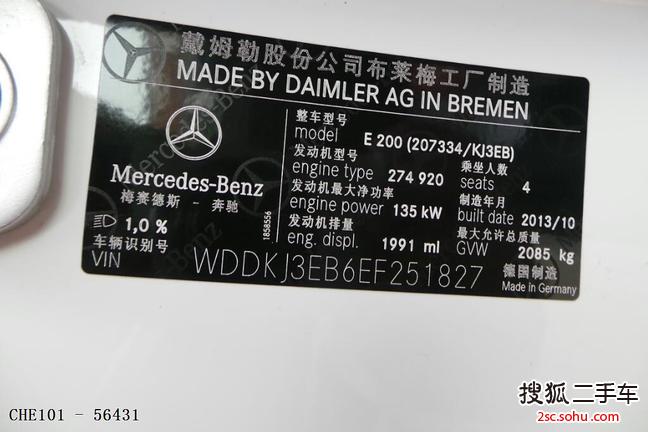 戴姆勒股份公司布莱梅工厂制造
MADE BY DAIMLER AG IN BREMEN
整车型号
model E 200 (207334/KJ3EB)
发动机型号 乘坐人数
engine type 274 920 seats 4
发动机最大净功率 制造年月
engine power 135 kW built date 2013/10
发动机排量 最大允许总质量
eng. displ. 1991 ml GVW 2085 kg
Mercedes-Benz
梅赛德斯 - 奔驰
1,0 %
1858556
车辆识别号
VIN WDDKJ3EB6EF251827
德国制造
Made in Germany
CHE101 - 56431
搜狐二手车
2sc.sohu.com